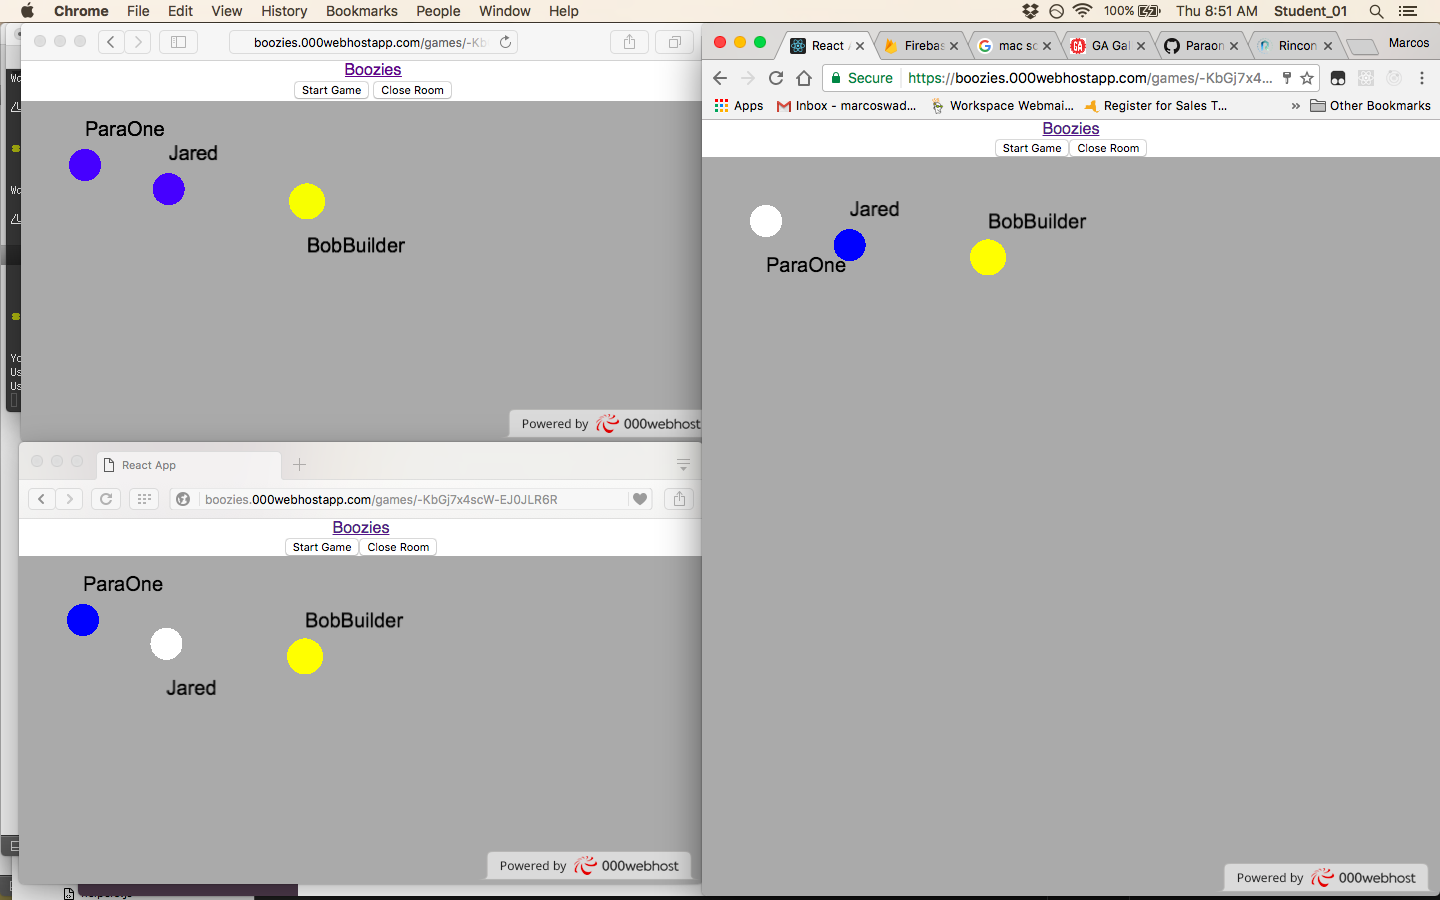 Chrome File Edit View History Bookmarks People Window Help 100% Thu 8:51 AM Student_01
boozies.000webhostapp.com/games/-Kb
Boozies
Start Game Close Room
ParaOne
Jared
BobBuilder
Powered by 000webhost
React App
boozies.000webhostapp.com/games/-KbGj7x4scW-EJ0JLR6R
Boozies
Start Game Close Room
ParaOne
BobBuilder
Jared
Powered by 000webhost
React A Firebas mac sc GA Gal Paraon Rincon Marcos
Secure https://boozies.000webhostapp.com/games/-KbGj7x4...
Apps Inbox - marcoswad... Workspace Webmai... Register for Sales T... » Other Bookmarks
Boozies
Start Game Close Room
Jared
BobBuilder
ParaOne
Powered by 000webhost